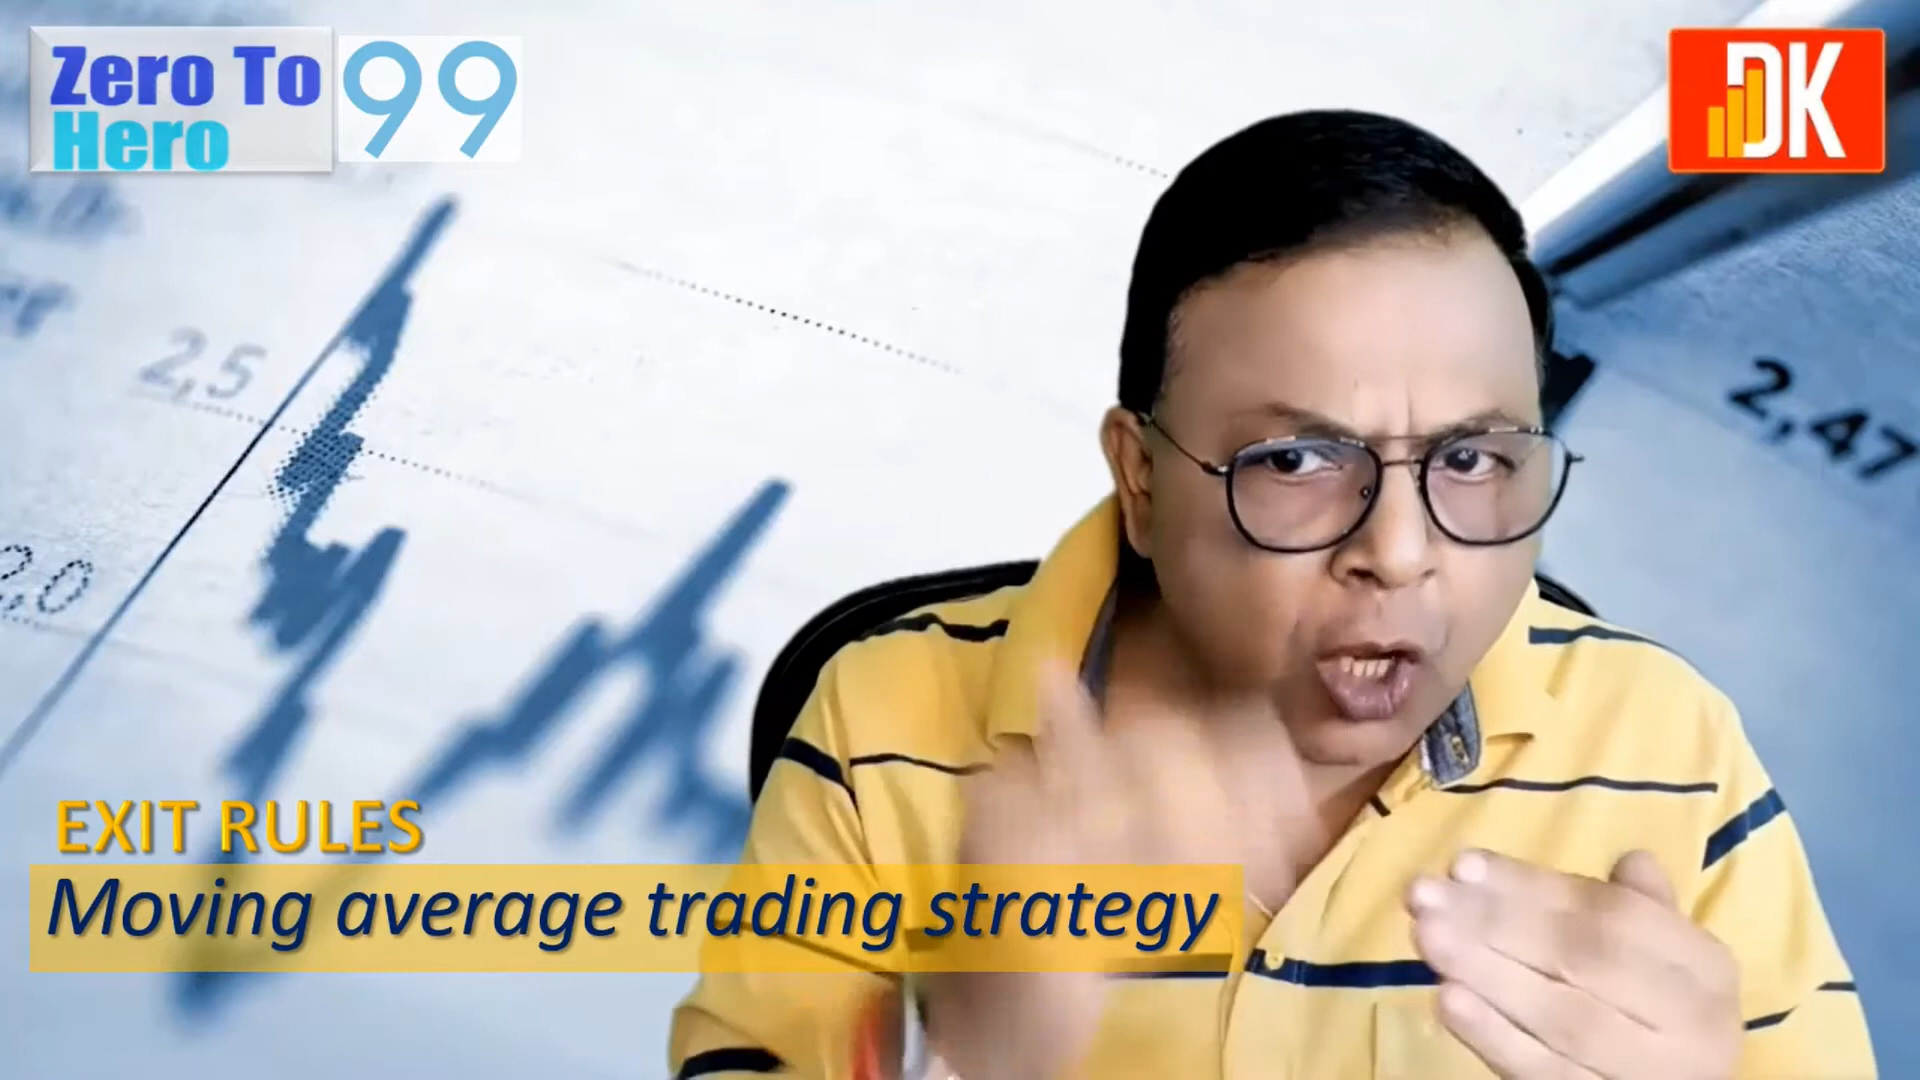 Zero To
Hero
99
DK
2,5
2,0
2,47
EXIT RULES
Moving average trading strategy